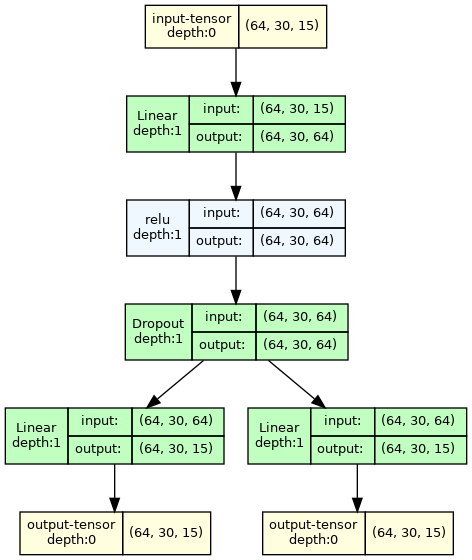 input-tensor
depth:0
(64, 30, 15)
Linear
depth:1
input:
(64, 30, 15)
output:
(64, 30, 64)
relu
depth:1
input:
(64, 30, 64)
output:
(64, 30, 64)
Dropout
depth:1
input:
(64, 30, 64)
output:
(64, 30, 64)
Linear
depth:1
input:
(64, 30, 64)
output:
(64, 30, 15)
Linear
depth:1
input:
(64, 30, 64)
output:
(64, 30, 15)
output-tensor
depth:0
(64, 30, 15)
output-tensor
depth:0
(64, 30, 15)